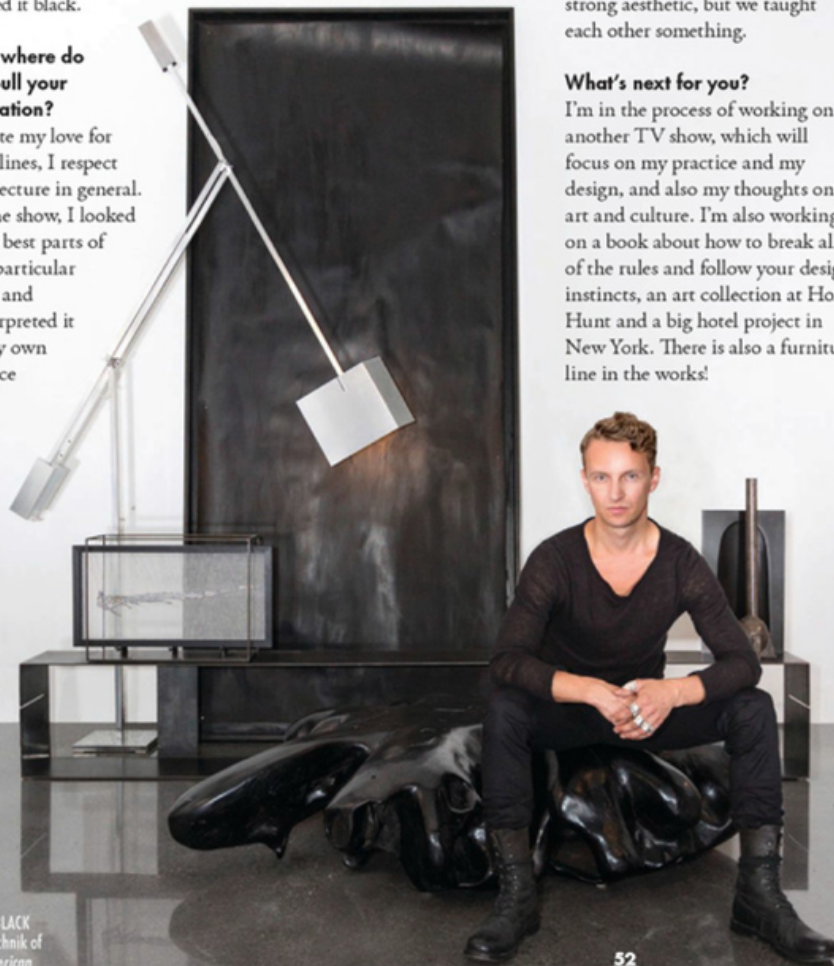 ed it black.
where do
ull your
ation?
te my love for
lines, I respect
ecture in general.
e show, I looked
best parts of
particular
and
rpreted it
y own
ce
LACK
chnik of
erican
strong aesthetic, but we taught
each other something.
What's next for you?
I'm in the process of working on
another TV show, which will
focus on my practice and my
design, and also my thoughts on
art and culture. I'm also working
on a book about how to break al
of the rules and follow your desig
instincts, an art collection at Ho
Hunt and a big hotel project in
New York. There is also a furnitu
line in the works!
52